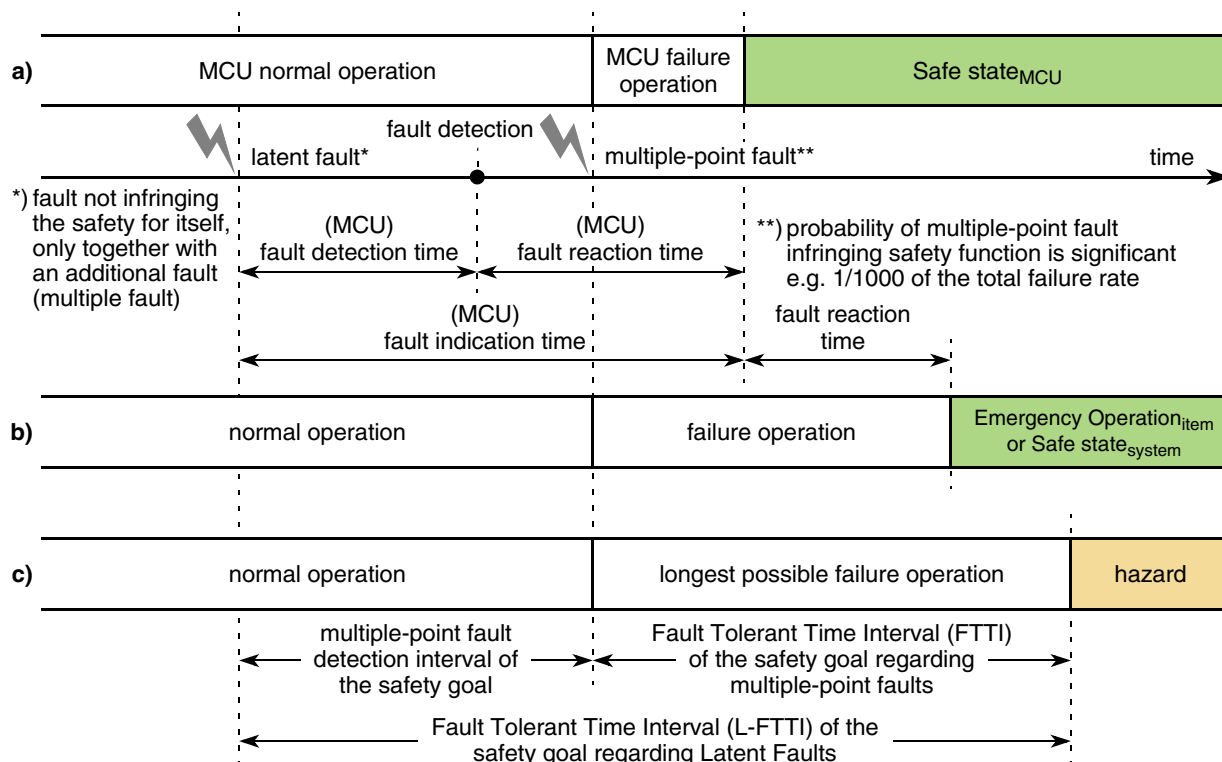 a)
MCU normal operation
MCU failure
operation
Safe stateMCU
fault detection
latent fault*
multiple-point fault**
time
*) fault not infringing
the safety for itself,
only together with
an additional fault
(multiple fault)
(MCU)
fault detection time
(MCU)
fault reaction time
**) probability of multiple-point fault
infringing safety function is significant
e.g. 1/1000 of the total failure rate
(MCU)
fault indication time
fault reaction
time
b)
normal operation
failure operation
Emergency Operationitem
or Safe statesystem
c)
normal operation
longest possible failure operation
hazard
multiple-point fault
detection interval of
the safety goal
Fault Tolerant Time Interval (FTTI)
of the safety goal regarding
multiple-point faults
Fault Tolerant Time Interval (L-FTTI) of the
safety goal regarding Latent Faults